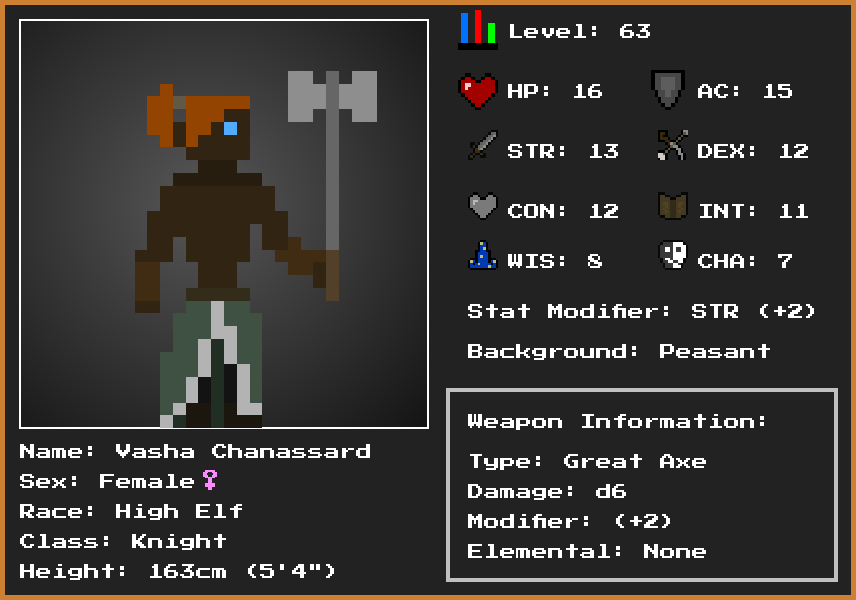 Level: 63
HP: 16
AC: 15
STR: 13
DEX: 12
CON: 12
INT: 11
WIS: 8
CHA: 7
Stat Modifier: STR (+2)
Background: Peasant
Weapon Information:
Type: Great Axe
Damage: d6
Modifier: (+2)
Elemental: None
Name: Vasha Chanassard
Sex: Female♀
Race: High Elf
Class: Knight
Height: 163cm (5'4")